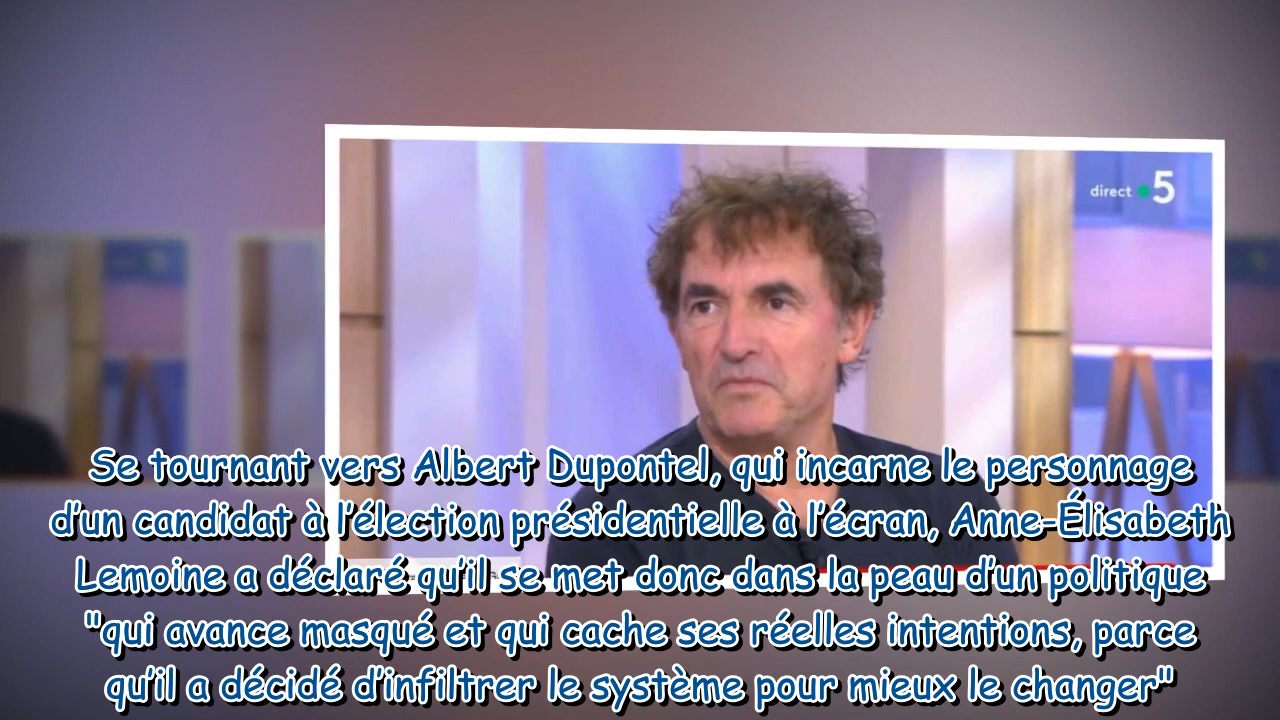 direct 5
Se tournant vers Albert Dupontel, qui incarne le personnage
d'un candidat à l'élection présidentielle à l'écran, Anne-Élisabeth
Lemoine a déclaré qu'il se met donc dans la peau d'un politique
"qui avance masqué et qui cache ses réelles intentions, parce
qu'il a décidé d'infiltrer le système pour mieux le changer"